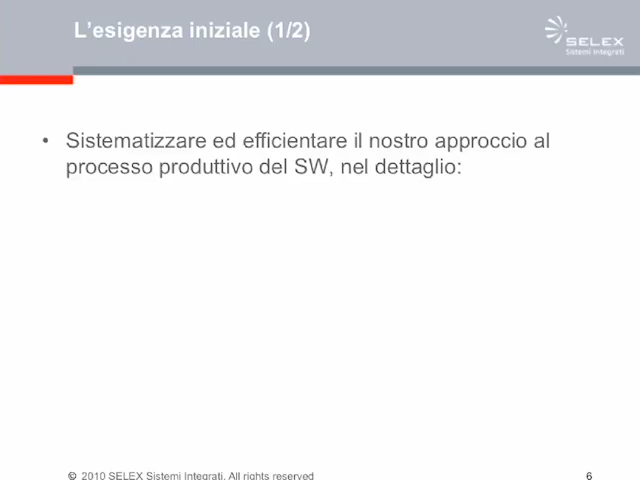 L’esigenza iniziale (1/2)
SELEX
Sistemi Integrati
• Sistematizzare ed efficientare il nostro approccio al
processo produttivo del SW, nel dettaglio:
© 2010 SELEX Sistemi Integrati. All rights reserved
6